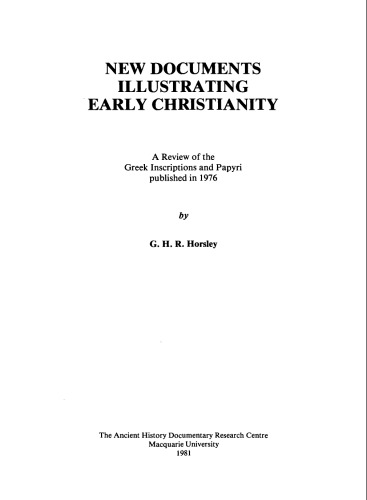 NEW DOCUMENTS
ILLUSTRATING
EARLY CHRISTIANITY
A Review of the
Greek Inscriptions and Papyri
published in 1976
by
G. H. R. Horsley
The Ancient History Documentary Research Centre
Macquarie University
1981